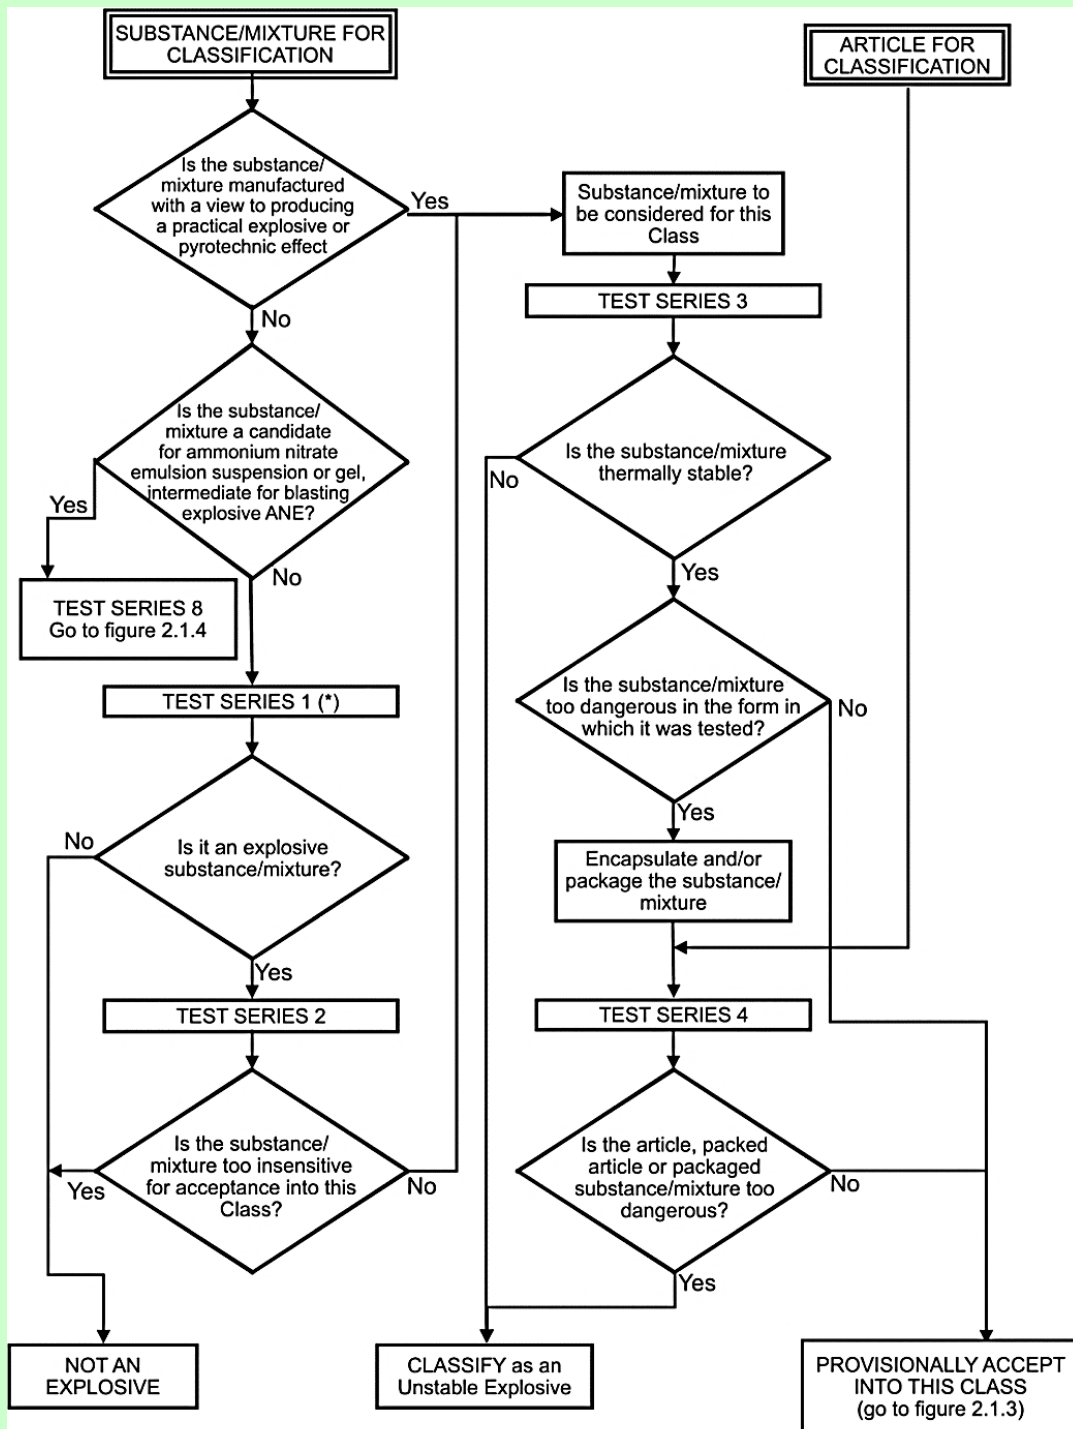 SUBSTANCE/MIXTURE FOR
CLASSIFICATION
ARTICLE FOR
CLASSIFICATION
Is the substance/
mixture manufactured
with a view to producing
a practical explosive or
pyrotechnic effect
Yes
No
Substance/mixture to
be considered for this
Class
TEST SERIES 3
Is the substance/
mixture a candidate
for ammonium nitrate
emulsion suspension or gel,
intermediate for blasting
explosive ANE?
Yes
No
TEST SERIES 8
Go to figure 2.1.4
Is the substance/mixture
thermally stable?
No
Yes
TEST SERIES 1 (*)
Is the substance/mixture
too dangerous in the form in
which it was tested?
No
Yes
Is it an explosive
substance/mixture?
No
Yes
Encapsulate and/or
package the substance/
mixture
TEST SERIES 2
TEST SERIES 4
Is the substance/
mixture too insensitive
for acceptance into this
Class?
Yes
No
Is the article, packed
article or packaged
substance/mixture too
dangerous?
No
Yes
NOT AN
EXPLOSIVE
CLASSIFY as an
Unstable Explosive
PROVISIONALLY ACCEPT
INTO THIS CLASS
(go to figure 2.1.3)